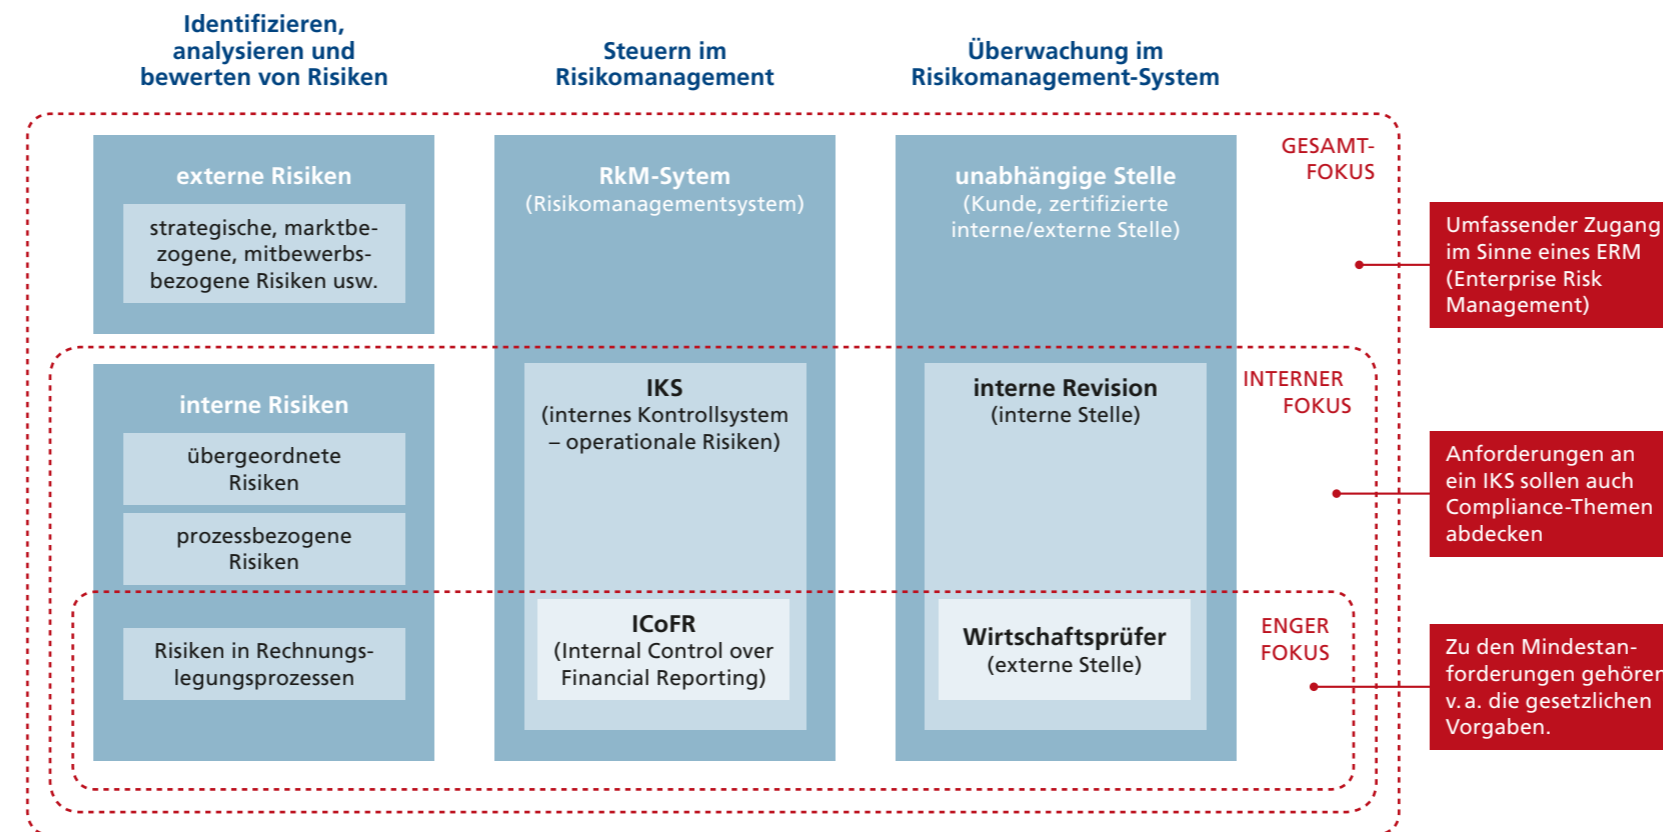 Identifizieren,
analysieren und
bewerten von Risiken
Steuern im
Risikomanagement
Überwachung im
Risikomanagement-System
externe Risiken
strategische, marktbe-
zogene, mitbewerbs-
bezogene Risiken usw.
RkM-Sytem
(Risikomanagementsystem)
unabhängige Stelle
(Kunde, zertifizierte
interne/externe Stelle)
GESAMT-
FOKUS
Umfassender Zugang
im Sinne eines ERM
(Enterprise Risk
Management)
interne Risiken
übergeordnete
Risiken
prozessbezogene
Risiken
IKS
(internes Kontrollsystem
– operationale Risiken)
interne Revision
(interne Stelle)
INTERNER
FOKUS
Anforderungen an
ein IKS sollen auch
Compliance-Themen
abdecken
Risiken in Rechnungs-
legungsprozessen
ICoFR
(Internal Control over
Financial Reporting)
Wirtschaftsprüfer
(externe Stelle)
ENGER
FOKUS
Zu den Mindestan-
forderungen gehören
v. a. die gesetzlichen
Vorgaben.